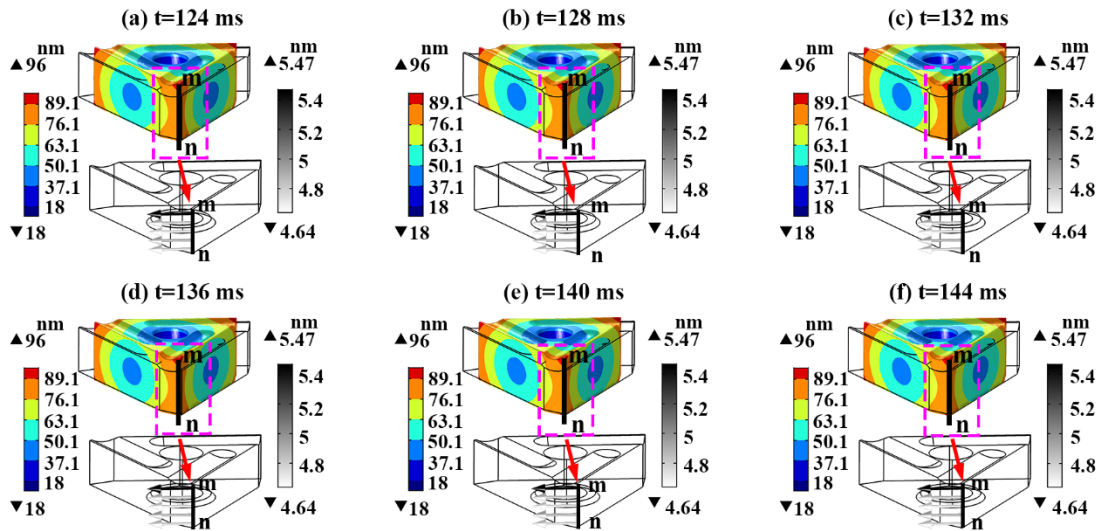 (a) t=124 ms
nm
▲96
89.1
76.1
63.1
50.1
37.1
18
▼18
m
n
m
n
nm
▲5.47
5.4
5.2
5
4.8
▼4.64
(b) t=128 ms
nm
▲96
89.1
76.1
63.1
50.1
37.1
18
▼18
m
n
m
n
nm
▲5.47
5.4
5.2
5
4.8
▼4.64
(c) t=132 ms
nm
▲96
89.1
76.1
63.1
50.1
37.1
18
▼18
m
n
m
n
nm
▲5.47
5.4
5.2
5
4.8
▼4.64
(d) t=136 ms
nm
▲96
89.1
76.1
63.1
50.1
37.1
18
▼18
m
n
m
n
nm
▲5.47
5.4
5.2
5
4.8
▼4.64
(e) t=140 ms
nm
▲96
89.1
76.1
63.1
50.1
37.1
18
▼18
m
n
m
n
nm
▲5.47
5.4
5.2
5
4.8
▼4.64
(f) t=144 ms
nm
▲96
89.1
76.1
63.1
50.1
37.1
18
▼18
m
n
m
n
nm
▲5.47
5.4
5.2
5
4.8
▼4.64